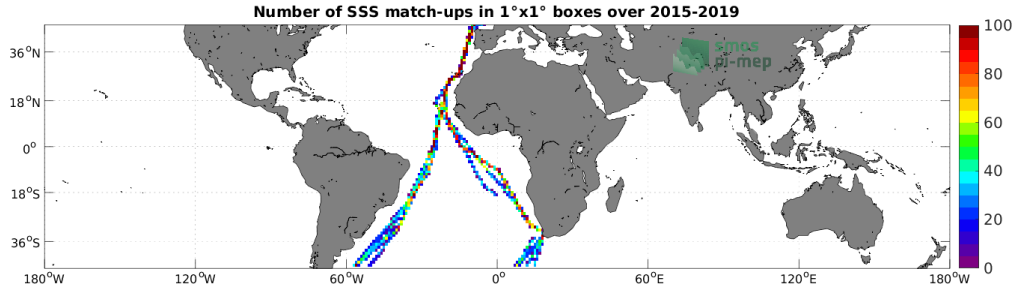 Number of SSS match-ups in 1°x1° boxes over 2015-2019
smos
pi-mep
36°N
18°N
0°
18°S
36°S
180°W
120°W
60°W
0°
60°E
120°E
180°W
100
80
60
40
20
0